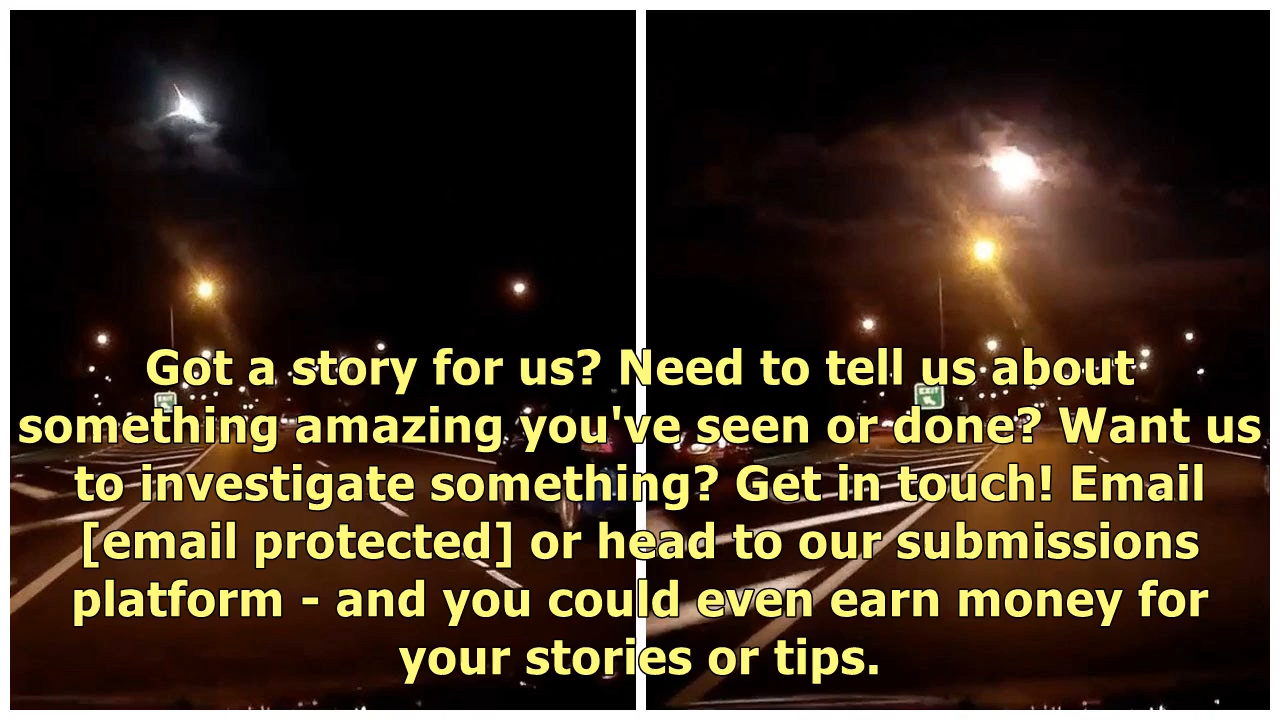 Got a story for us? Need to tell us about
something amazing you've seen or done? Want us
to investigate something? Get in touch! Email
[email protected] or head to our submissions
platform - and you could even earn money for
your stories or tips.
EXIT
EXIT